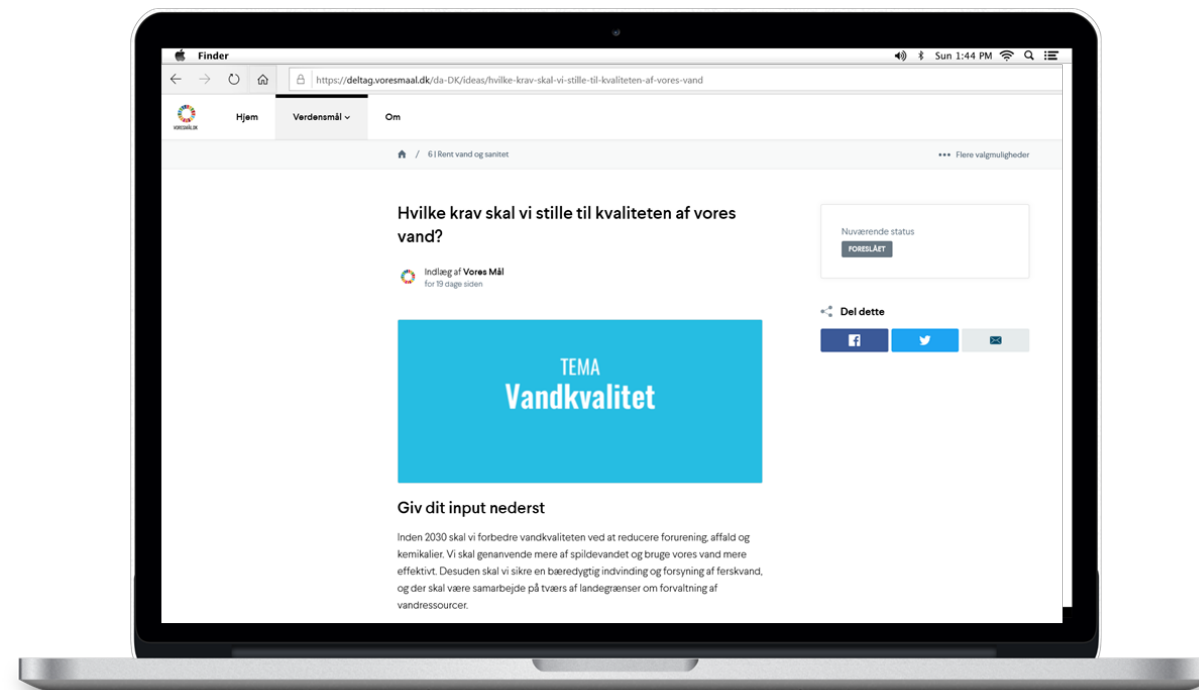 Finder
Sun 1:44 PM
https://deltag.voresmaal.dk/da-DK/ideas/hvilke-krav-skal-vi-stille-til-kvaliteten-af-vores-vand
VORESMÅL.DK
Hjem
Verdensmål
Om
/ 6 | Rent vand og sanitet
••• Flere valgmuligheder
Hvilke krav skal vi stille til kvaliteten af vores
vand?
Indlæg af Vores Mål
for 19 dage siden
Nuværende status
FORESLÅET
Del dette
TEMA
Vandkvalitet
Giv dit input nederst
Inden 2030 skal vi forbedre vandkvaliteten ved at reducere forurening, affald og
kemikalier. Vi skal genanvende mere af spildevandet og bruge vores vand mere
effektivt. Desuden skal vi sikre en bæredygtig indvinding og forsyning af ferskvand,
og der skal være samarbejde på tværs af landegrænser om forvaltning af
vandressourcer.